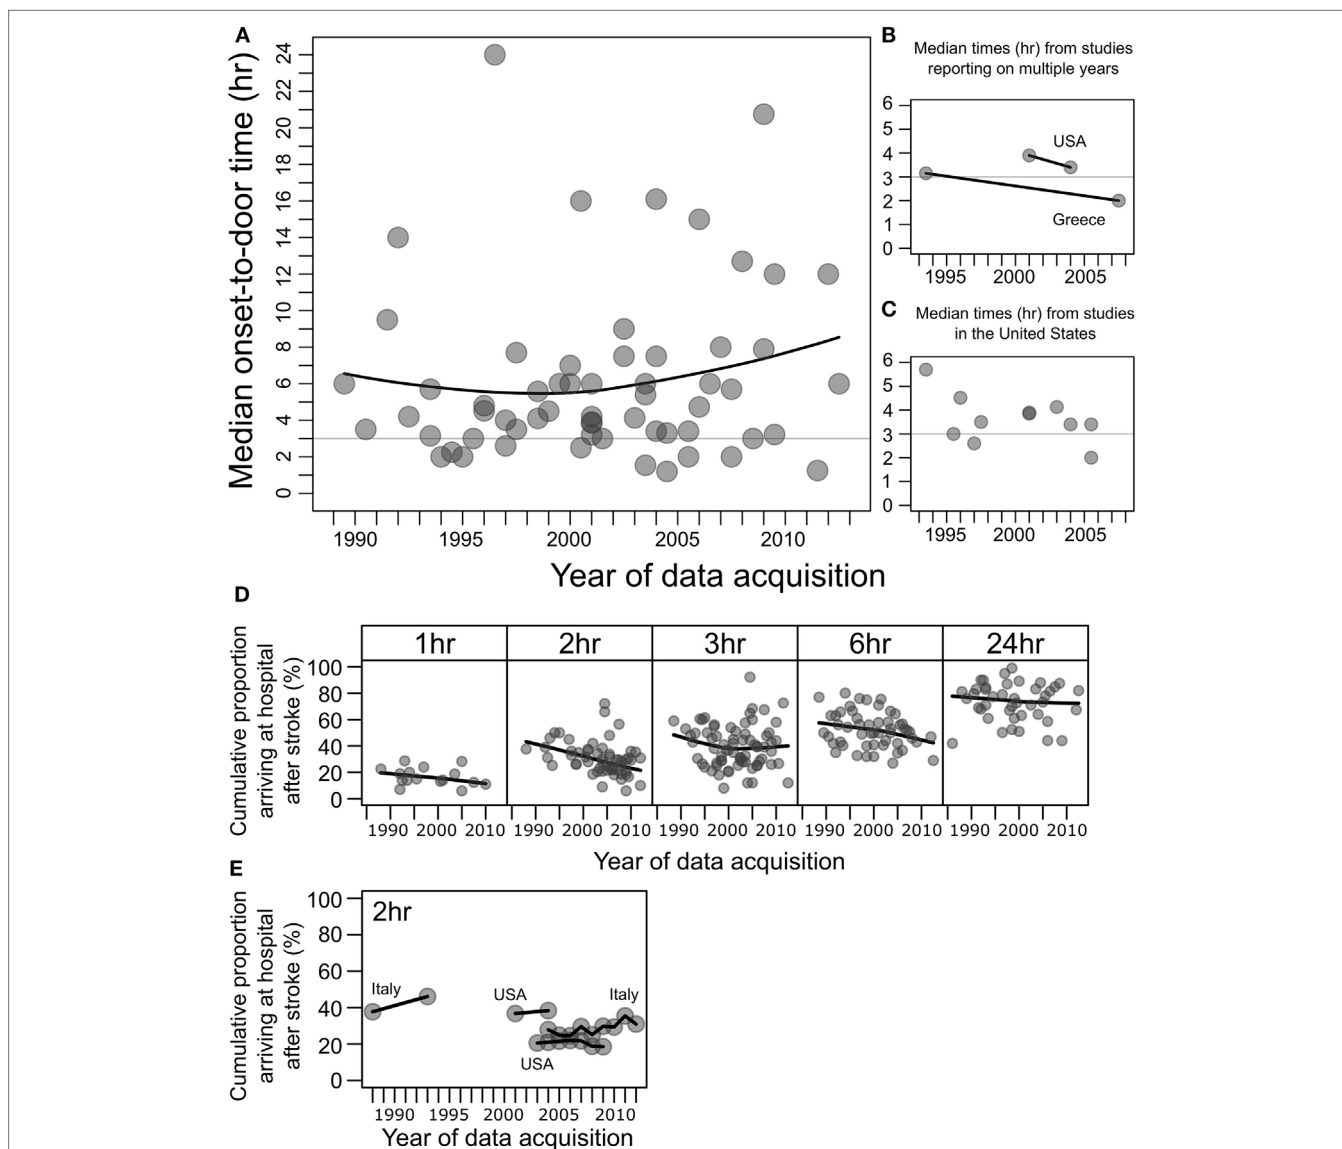 A
Median onset-to-door time (hr)
24
22
20
18
16
14
12
10
8
6
4
2
0
1990 1995 2000 2005 2010
Year of data acquisition
B
Median times (hr) from studies
reporting on multiple years
6
5
4
3
2
1
0
USA
Greece
1995 2000 2005
C
Median times (hr) from studies
in the United States
6
5
4
3
2
1
0
1995 2000 2005
D
Cumulative proportion
arriving at hospital
after stroke (%)
1hr 2hr 3hr 6hr 24hr
100
80
60
40
20
0
1990 2000 2010 1990 2000 2010 1990 2000 2010 1990 2000 2010 1990 2000 2010
Year of data acquisition
E
Cumulative proportion
arriving at hospital
after stroke (%)
100
80
60
40
20
0
2hr
Italy
USA
Italy
USA
1990 1995 2000 2005 2010
Year of data acquisition